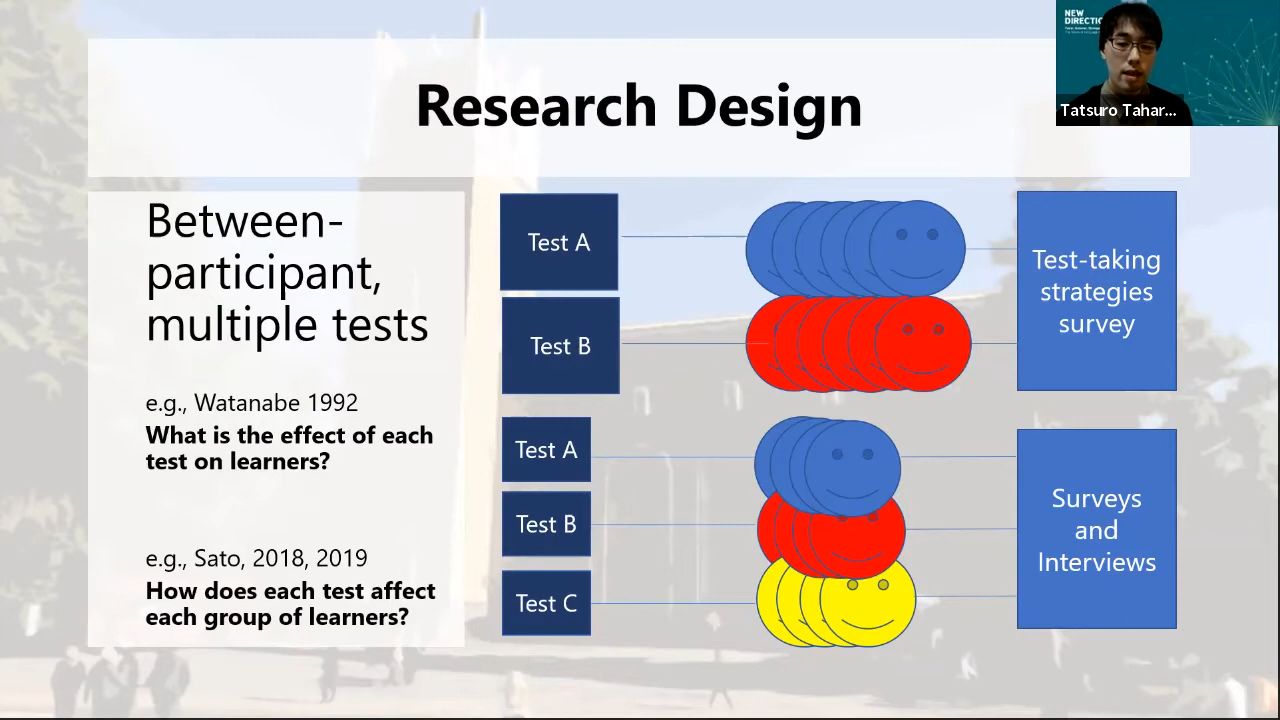 NEW
Research Design
Tatsuro Tahar...
Between-
participant,
multiple tests
e.g., Watanabe 1992
What is the effect of each
test on learners?
e.g., Sato, 2018, 2019
How does each test affect
each group of learners?
Test A
Test B
Test-taking
strategies
survey
Test A
Test B
Test C
Surveys
and
Interviews